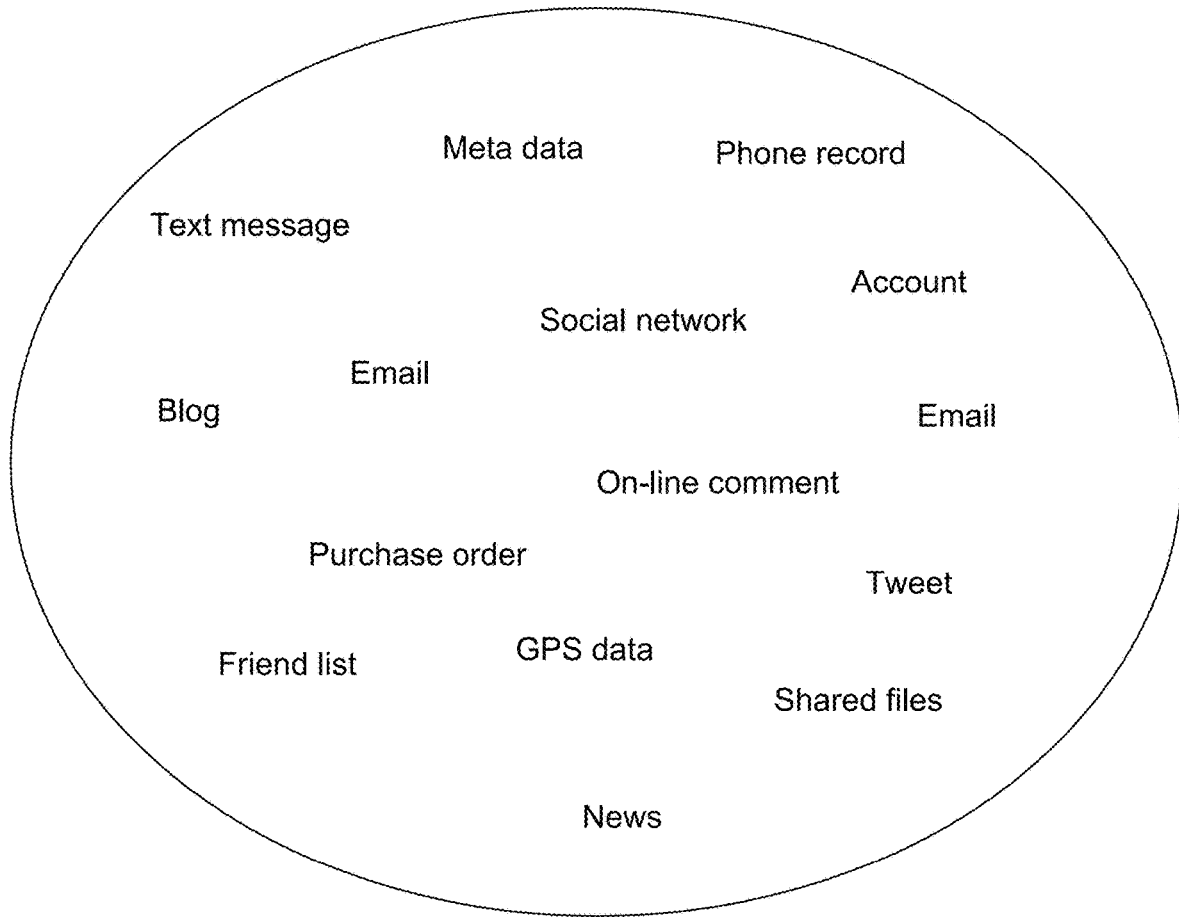 Meta data
Phone record
Text message
Account
Social network
Email
Blog
Email
On-line comment
Purchase order
Tweet
GPS data
Friend list
Shared files
News